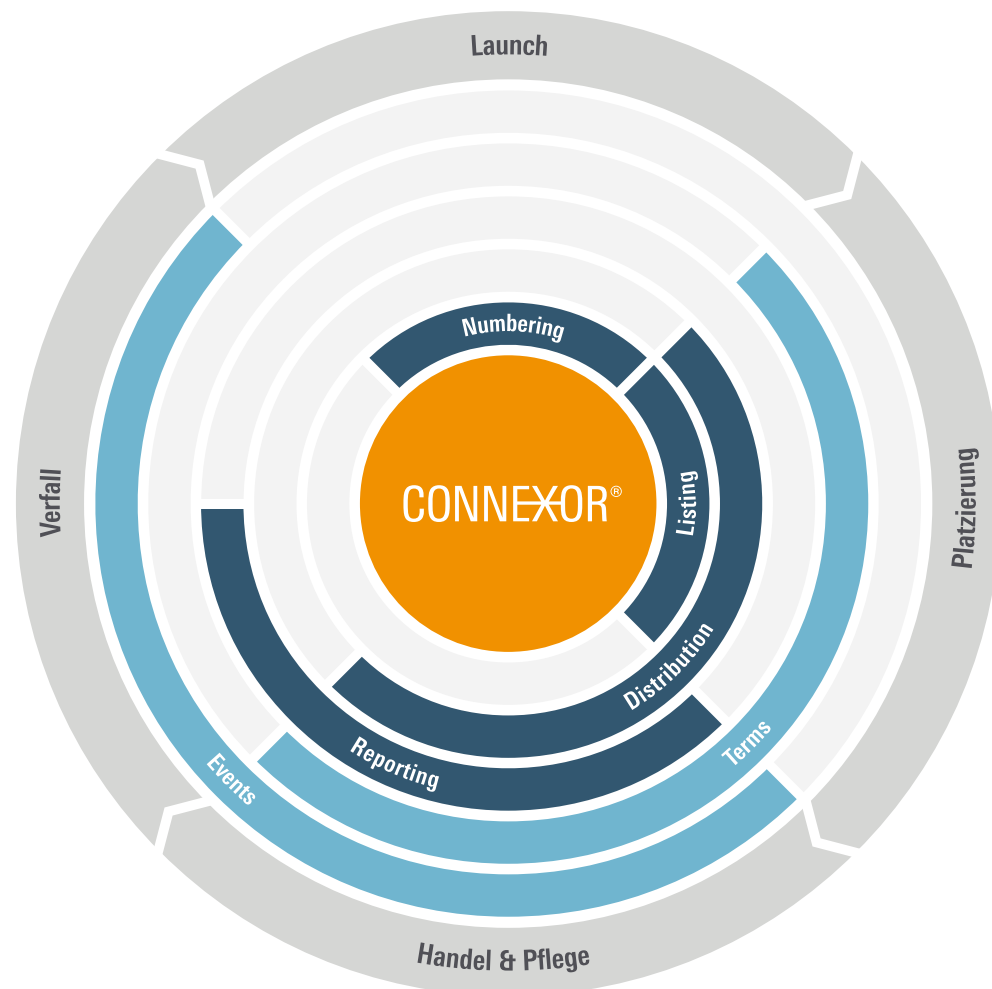 Launch
Numbering
CONNEXOR®
Listing
Verfall
Platzierung
Distribution
Reporting
Terms
Events
Handel & Pflege